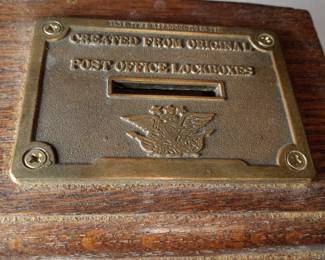 CREATED FROM ORIGINAL
POST OFFICE LOCKBOXES